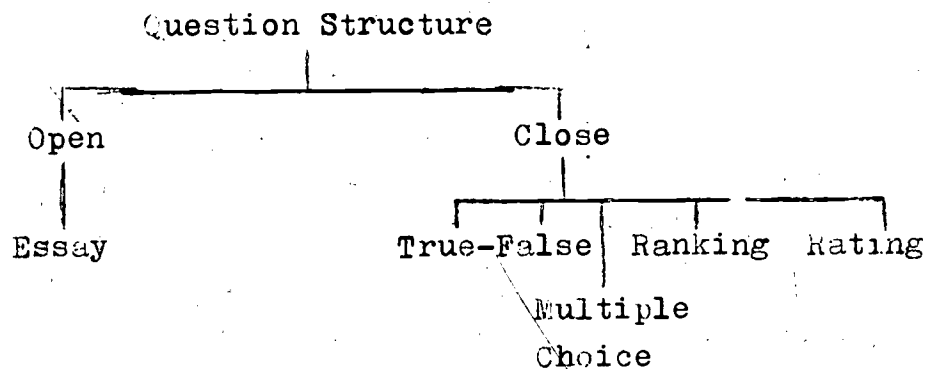 Question Structure
Open Close
Essay True-False Ranking Rating
Multiple
Choice